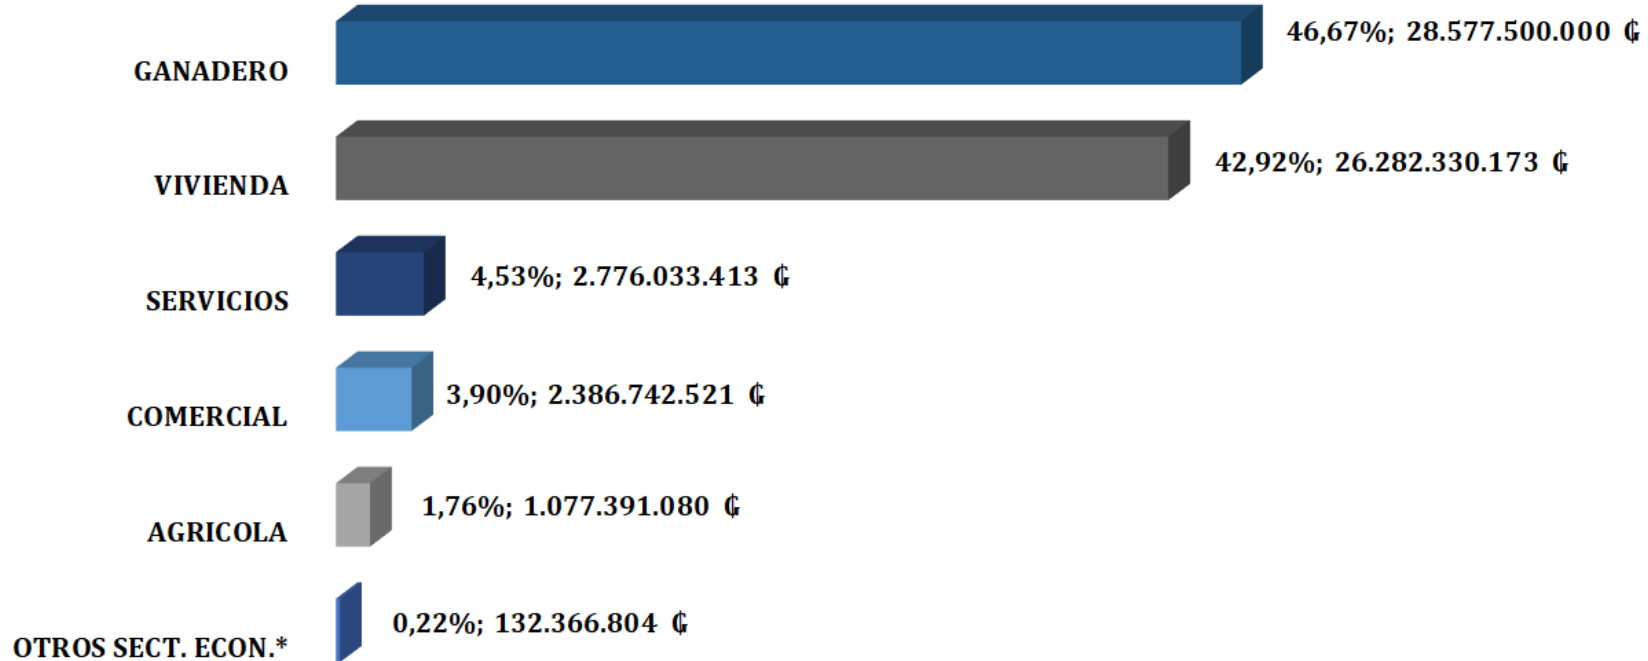 GANADERO
46,67%; 28.577.500.000 ₲
VIVIENDA
42,92%; 26.282.330.173 ₲
SERVICIOS
4,53%; 2.776.033.413 ₲
COMERCIAL
3,90%; 2.386.742.521 ₲
AGRICOLA
1,76%; 1.077.391.080 ₲
OTROS SECT. ECON.*
0,22%; 132.366.804 ₲